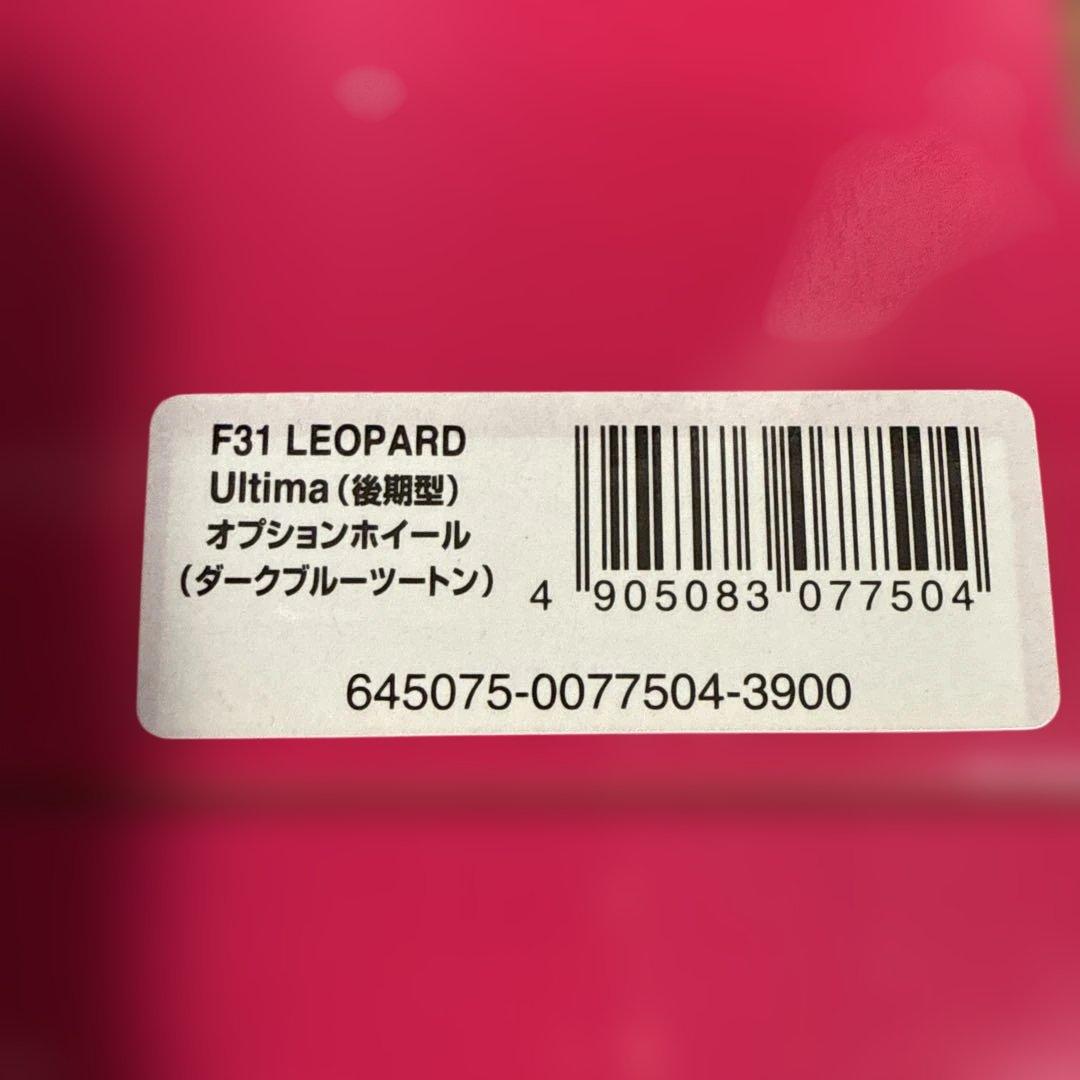 F31 LEOPARD
Ultima（後期型）
オプションホイール
（ダークブルーツートン）
4 905083 077504
645075-0077504-3900